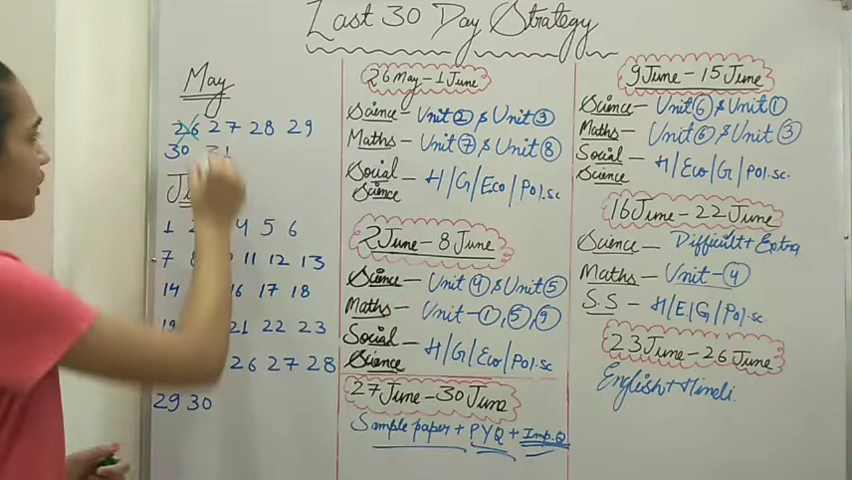 Last 30 Day Strategy
May
26 27 28 29
30 31
1 2 4 5 6
7 8 11 12 13
14 16 17 18
19 21 22 23
26 27 28
29 30
26 May - 1 June
Science - Unit ② & Unit ③
Maths - Unit ⑦ & Unit ⑧
Social Science - H/G/Eco/Pol.sc
2 June - 8 June
Science - Unit ④ & Unit ⑤
Maths - Unit - ①, ⑤, ⑨
Social Science - H/G/Eco/Pol.sc
27 June - 30 June
Sample paper + PYQ + Imp.Q
9 June - 15 June
Science - Unit ⑥ & Unit ①
Maths - Unit ⑥ & Unit ③
Social Science - H/Eco/G/Pol.sc.
16 June - 22 June
Science - Difficult + Extra
Maths - Unit - ④
S.S - H/E/G/Po/.sc.
23 June - 26 June
English + Hindi.